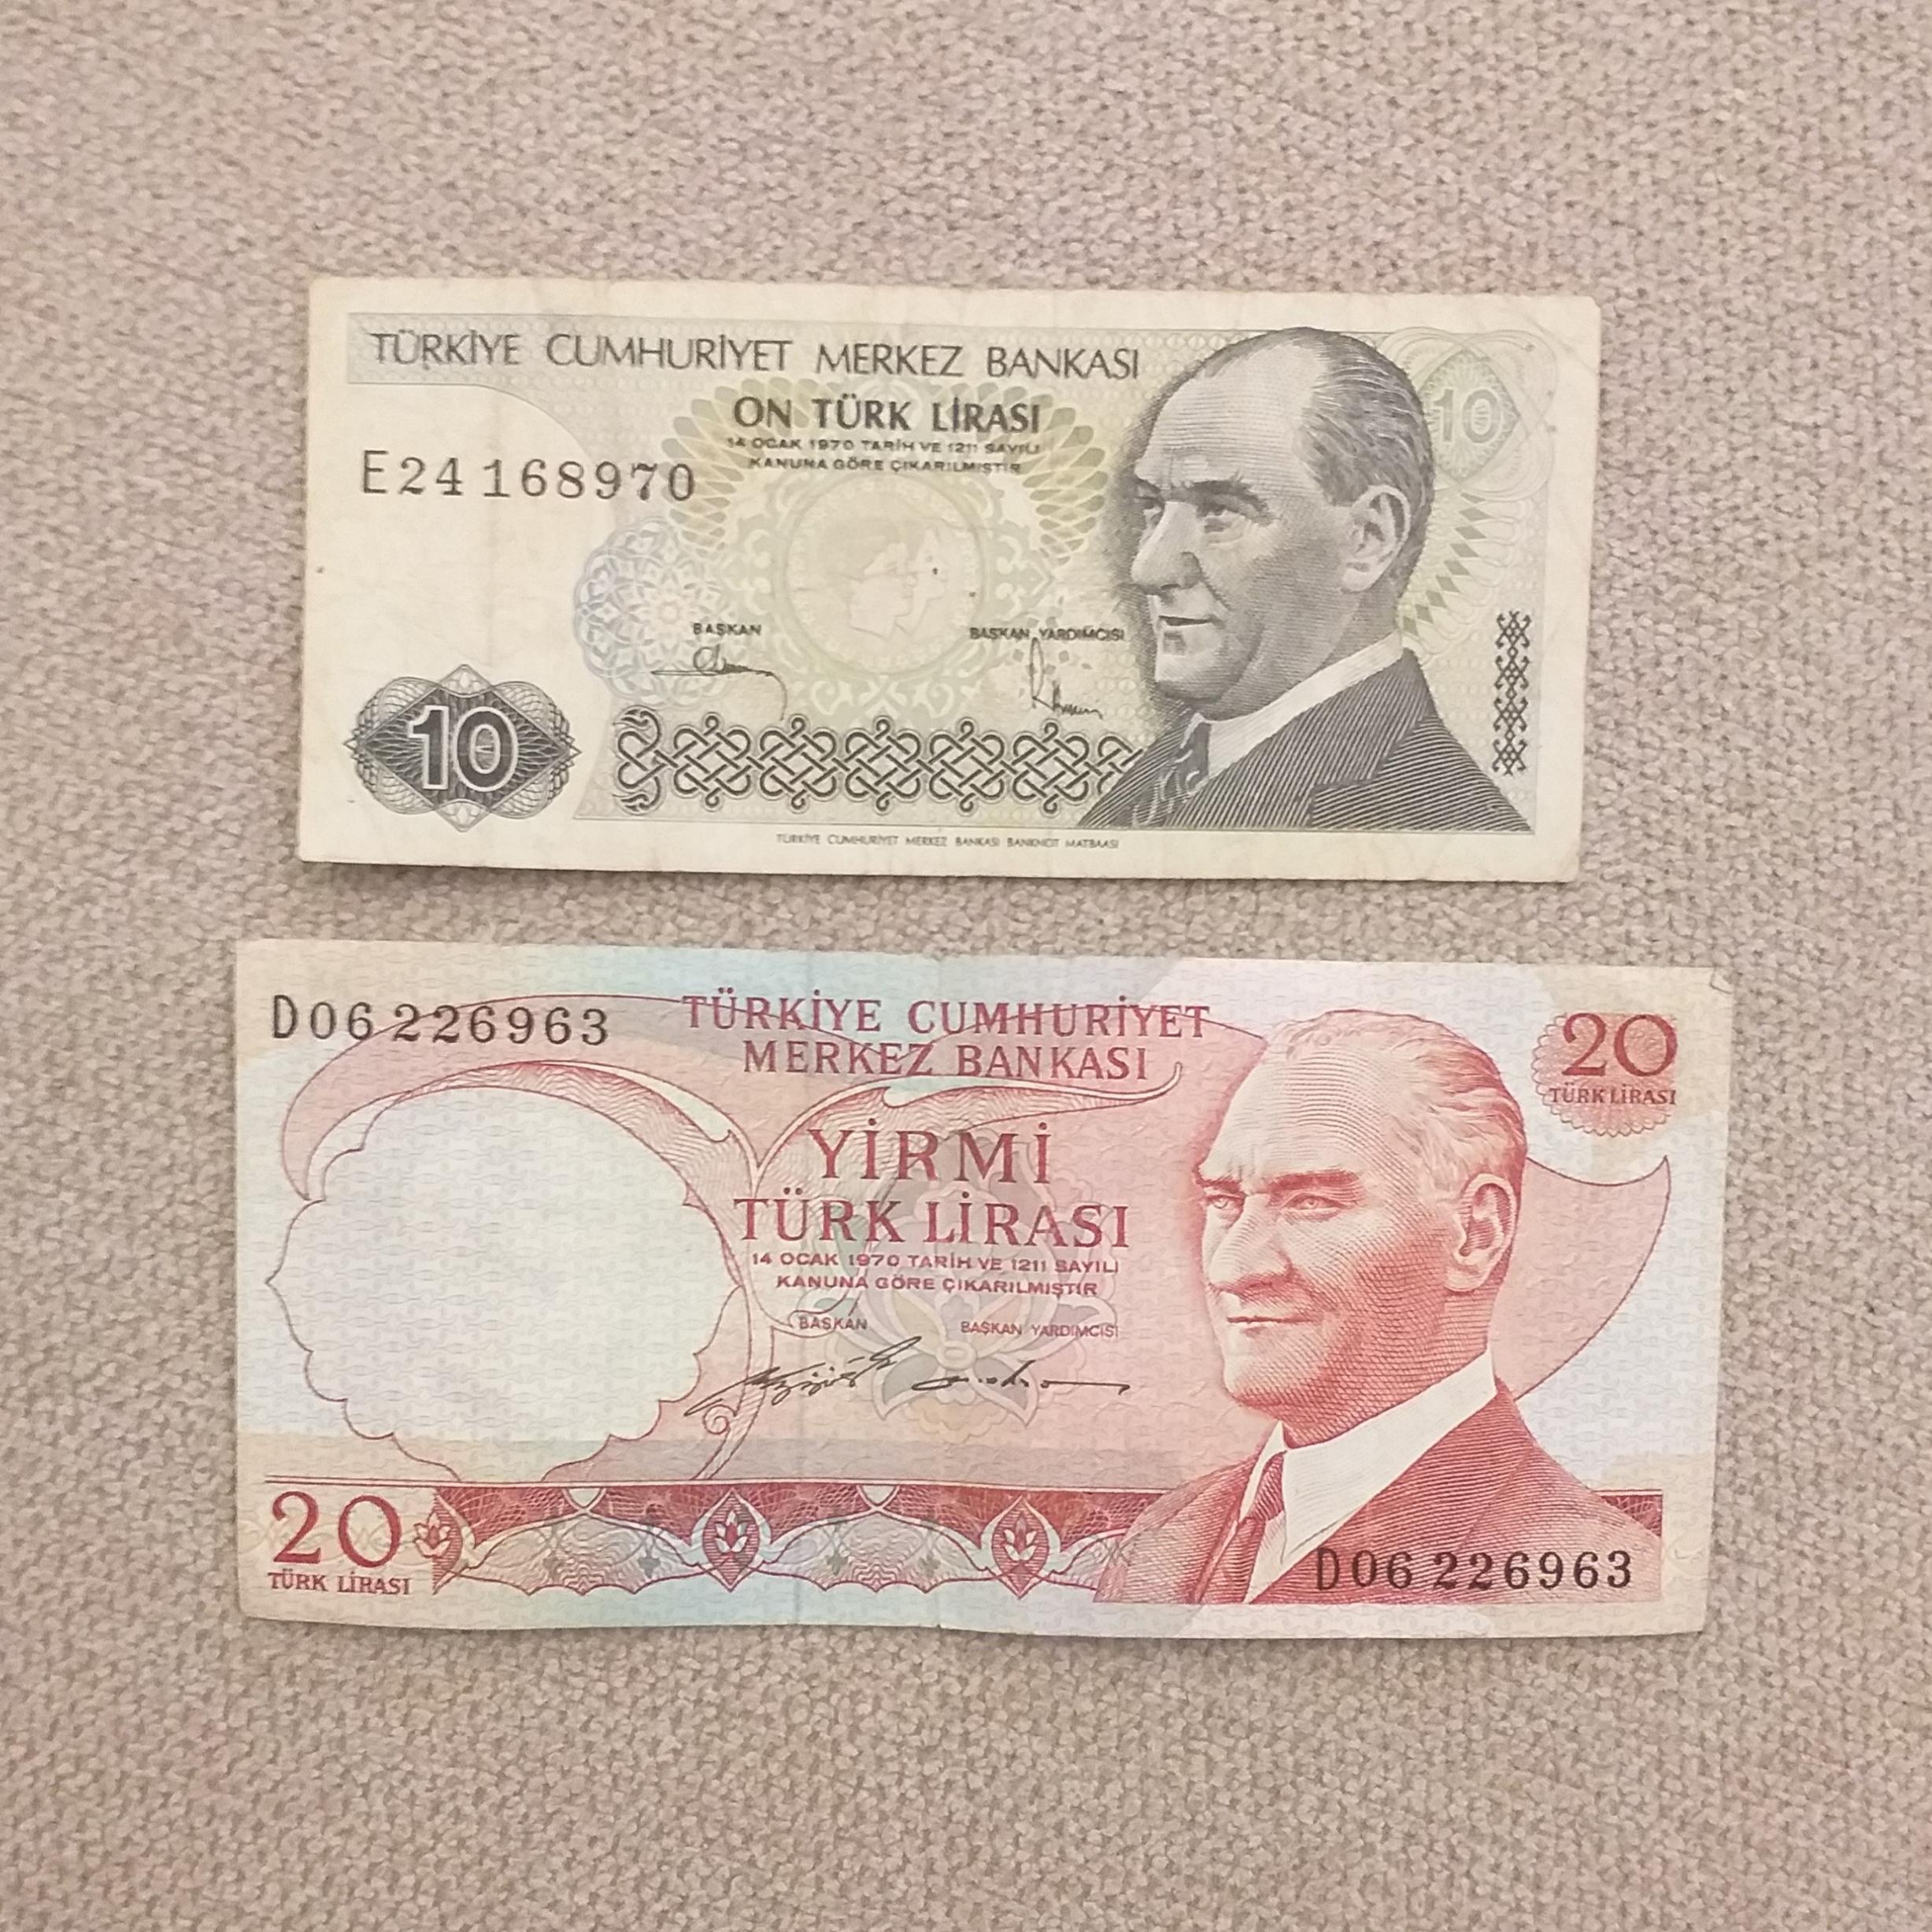 TÜRKİYE CUMHURİYET MERKEZ BANKASI
ON TÜRK LİRASI
14 OCAK 1970 TARİH VE 1211 SAYILI
KANUNA GÖRE ÇIKARILMIŞTIR
10
E24 168970
BAŞKAN
BAŞKAN YARDIMCISI
10
TÜRKİYE CUMHURİYET MERKEZ BANKASI BANKNOT MATBAASI
D06 226963
TÜRKİYE CUMHURİYET
MERKEZ BANKASI
20
TÜRK LİRASI
YİRMİ
TÜRK LİRASI
14 OCAK 1970 TARİH VE 1211 SAYILI
KANUNA GÖRE ÇIKARILMIŞTIR
BAŞKAN
BAŞKAN YARDIMCISI
20
TÜRK LİRASI
D06 226963